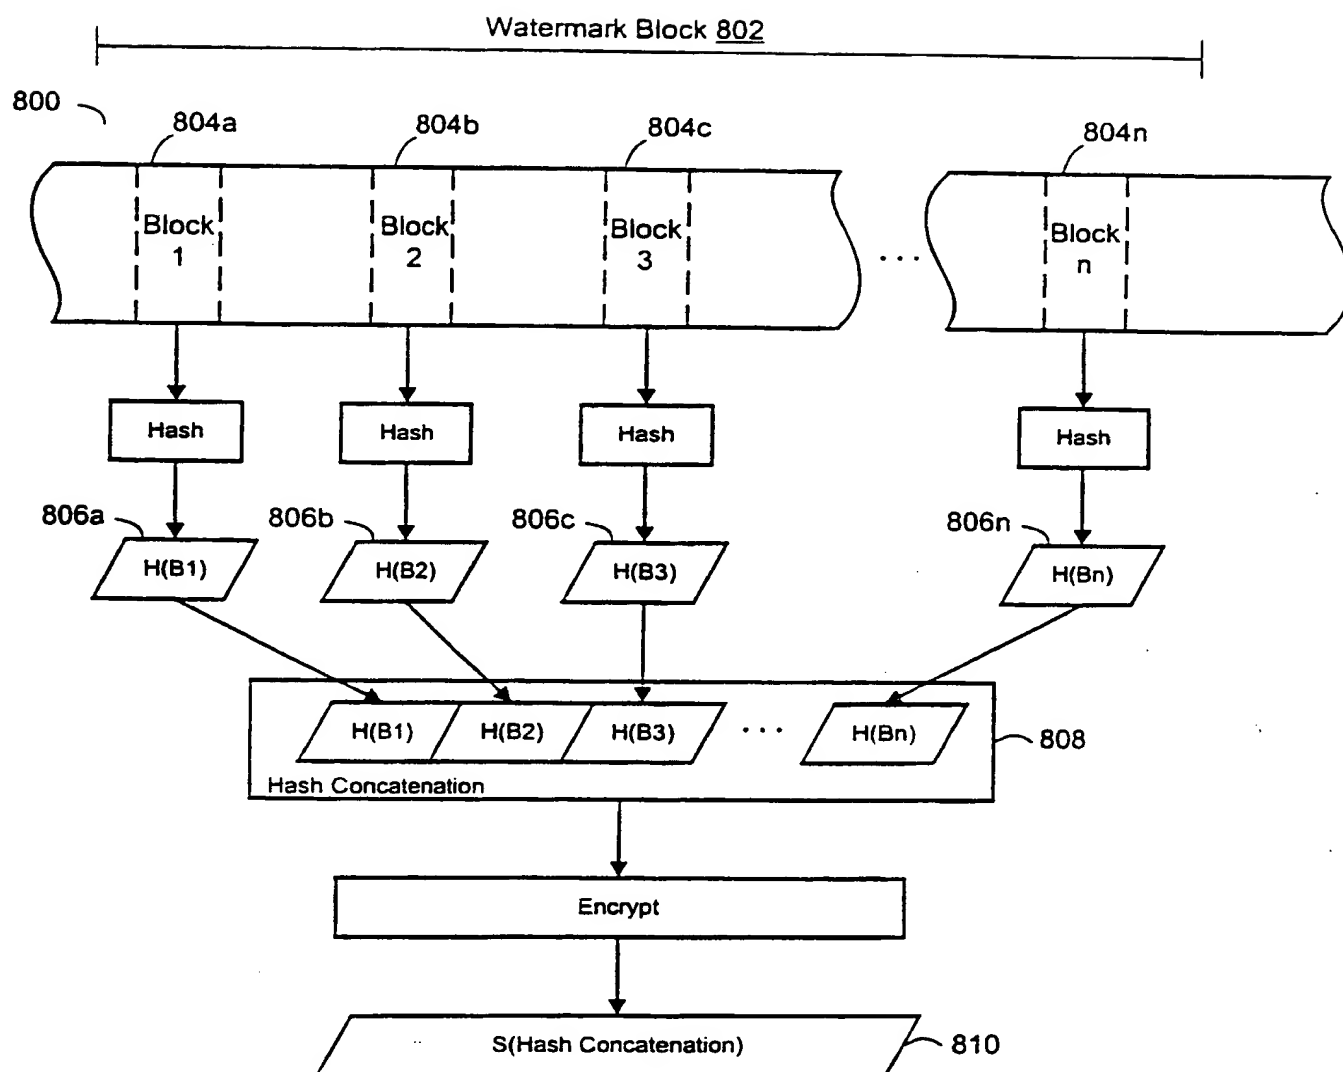 Watermark Block 802
800
804a 804b 804c 804n
Block 1 Block 2 Block 3 ... Block n
Hash Hash Hash Hash
806a 806b 806c 806n
H(B1) H(B2) H(B3) H(Bn)
H(B1) H(B2) H(B3) ... H(Bn)
808
Hash Concatenation
Encrypt
S(Hash Concatenation)
810